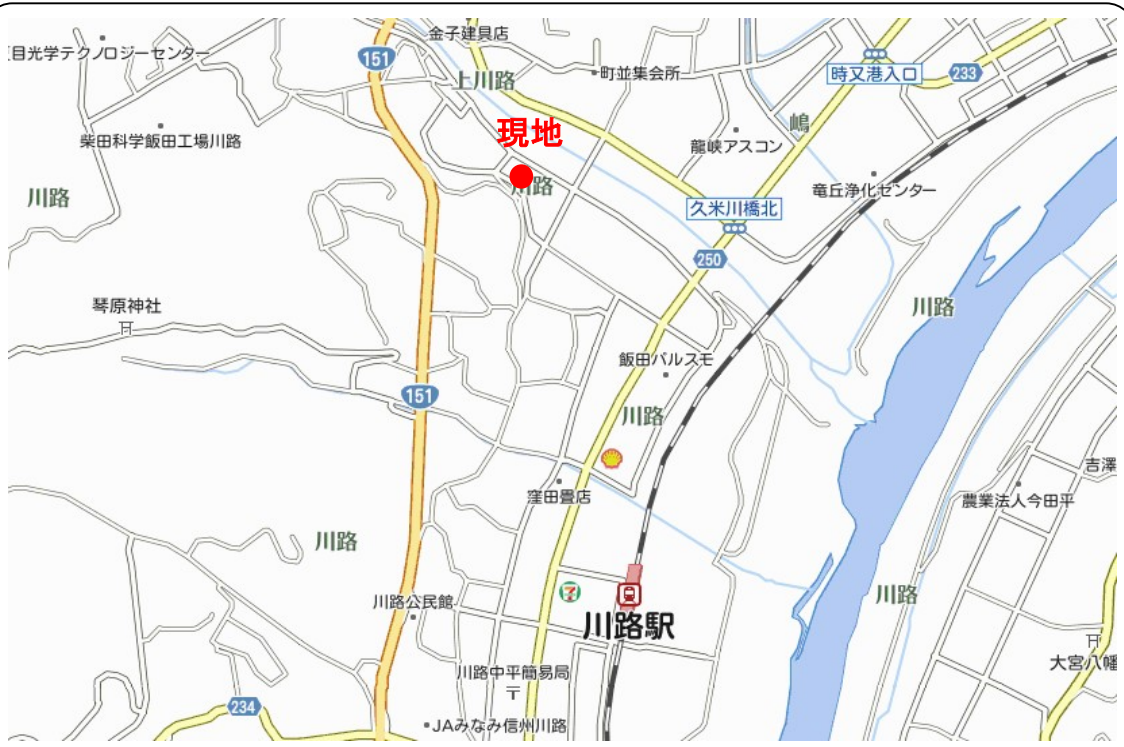 金子建具店
目光学テクノロジーセンター
151
町並集会所
時又港入口
233
上川路
現地
嶋
柴田科学飯田工場川路
龍峡アスコン
川路
川路
竜丘浄化センター
久米川橋北
250
琴原神社
川路
飯田パルスモ
151
川路
吉澤
窪田畳店
農業法人今田平
川路
川路
川路公民館
7
川路駅
大宮八幡
川路中平簡易局
〒
234
JAみなみ信州川路